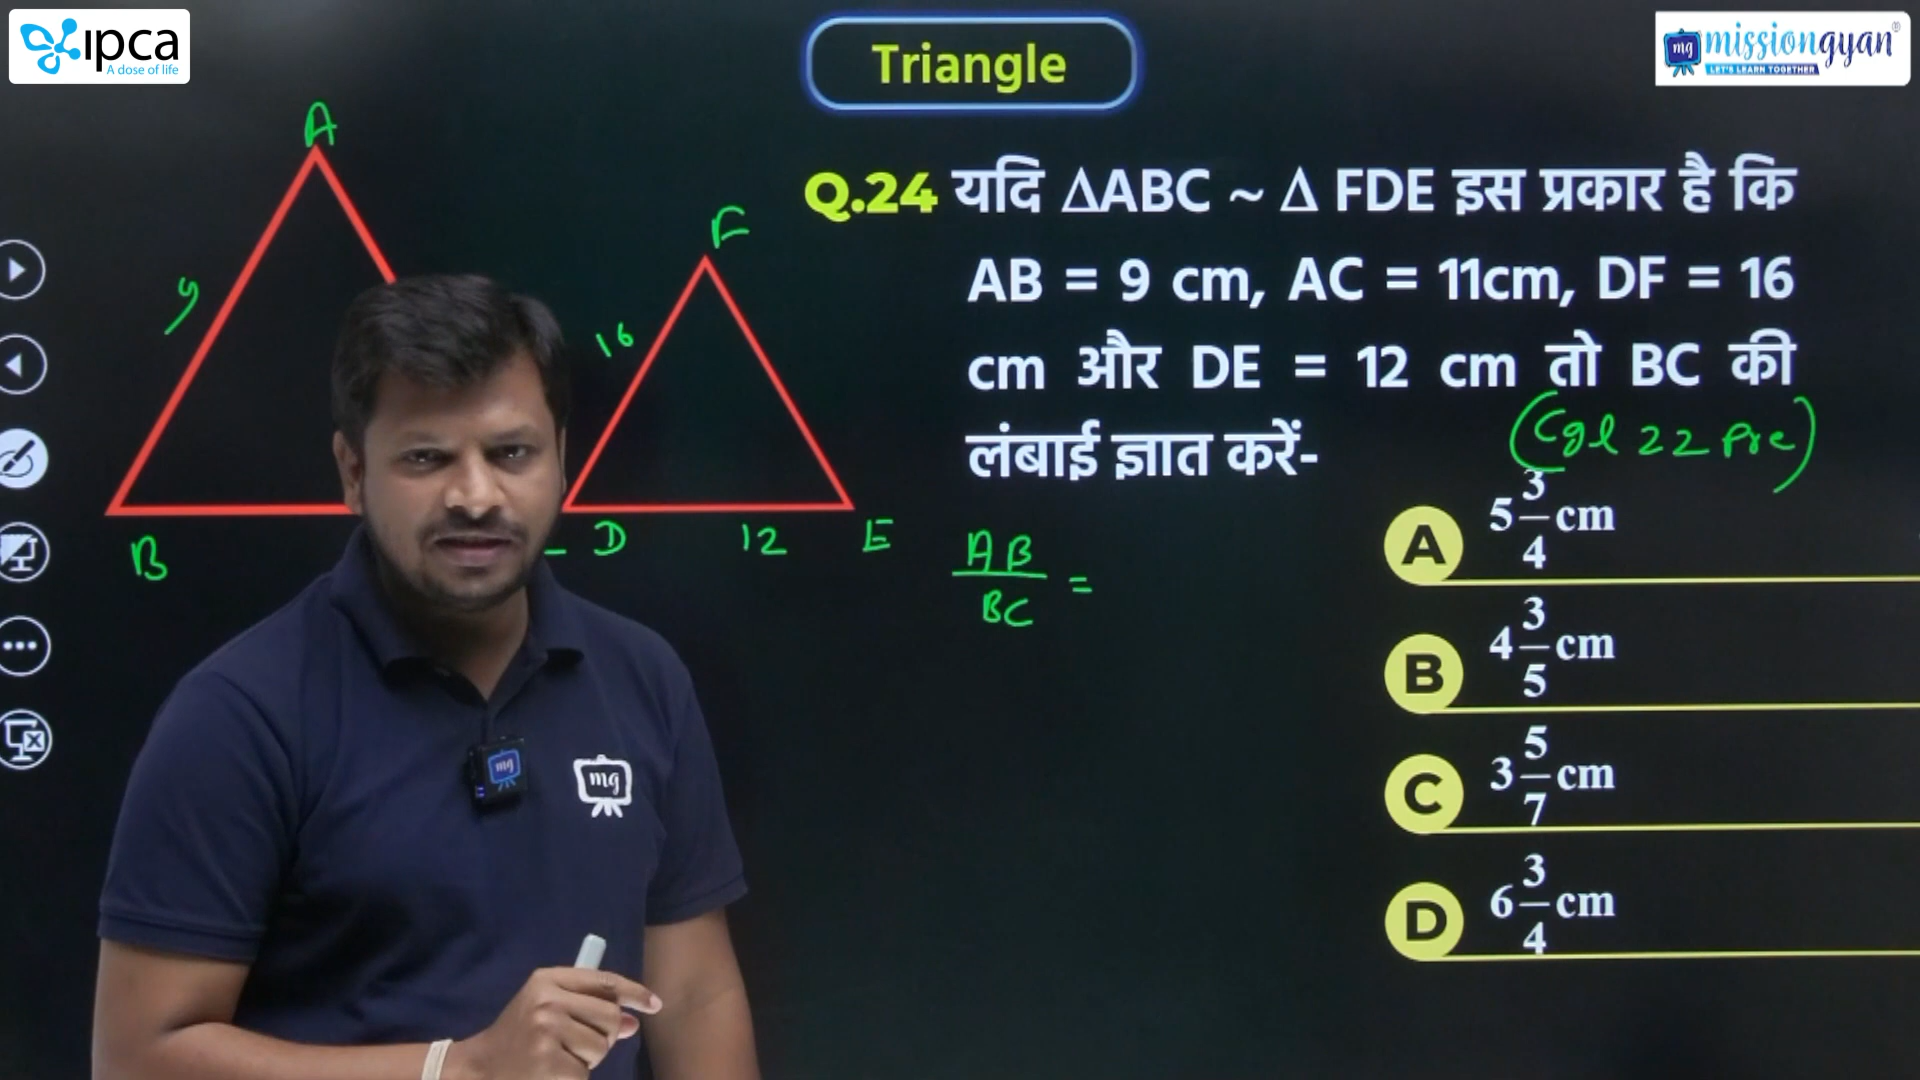 ipca
A dose of life
Triangle
mg missiongyan®
LET'S LEARN TOGETHER
A
F
9
16
B
D
12
E
Q.24 यदि ΔABC ~ Δ FDE इस प्रकार है कि
AB = 9 cm, AC = 11cm, DF = 16
cm और DE = 12 cm तो BC की
लंबाई ज्ञात करें-
(Cgl 22 Pre)
AB/BC =
A 5 3/4 cm
B 4 3/5 cm
C 3 5/7 cm
D 6 3/4 cm
mg
mg